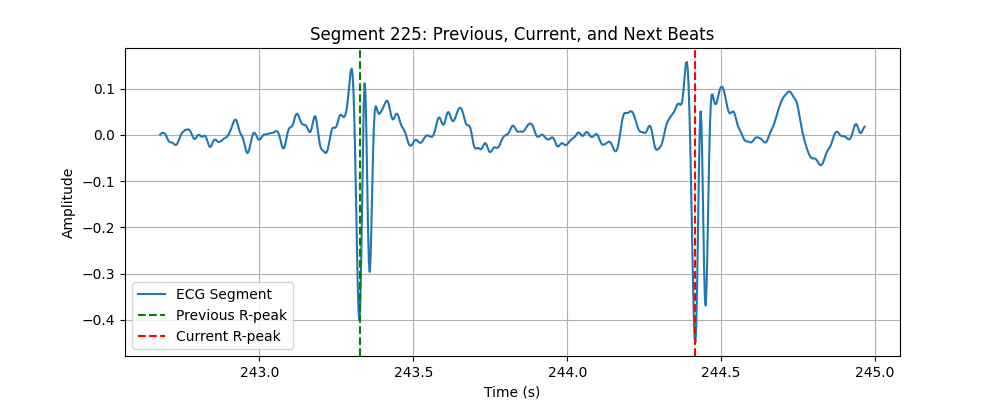 Segment 225: Previous, Current, and Next Beats
Amplitude
0.1
0.0
−0.1
−0.2
−0.3
−0.4
ECG Segment
Previous R-peak
Current R-peak
243.0 243.5 244.0 244.5 245.0
Time (s)